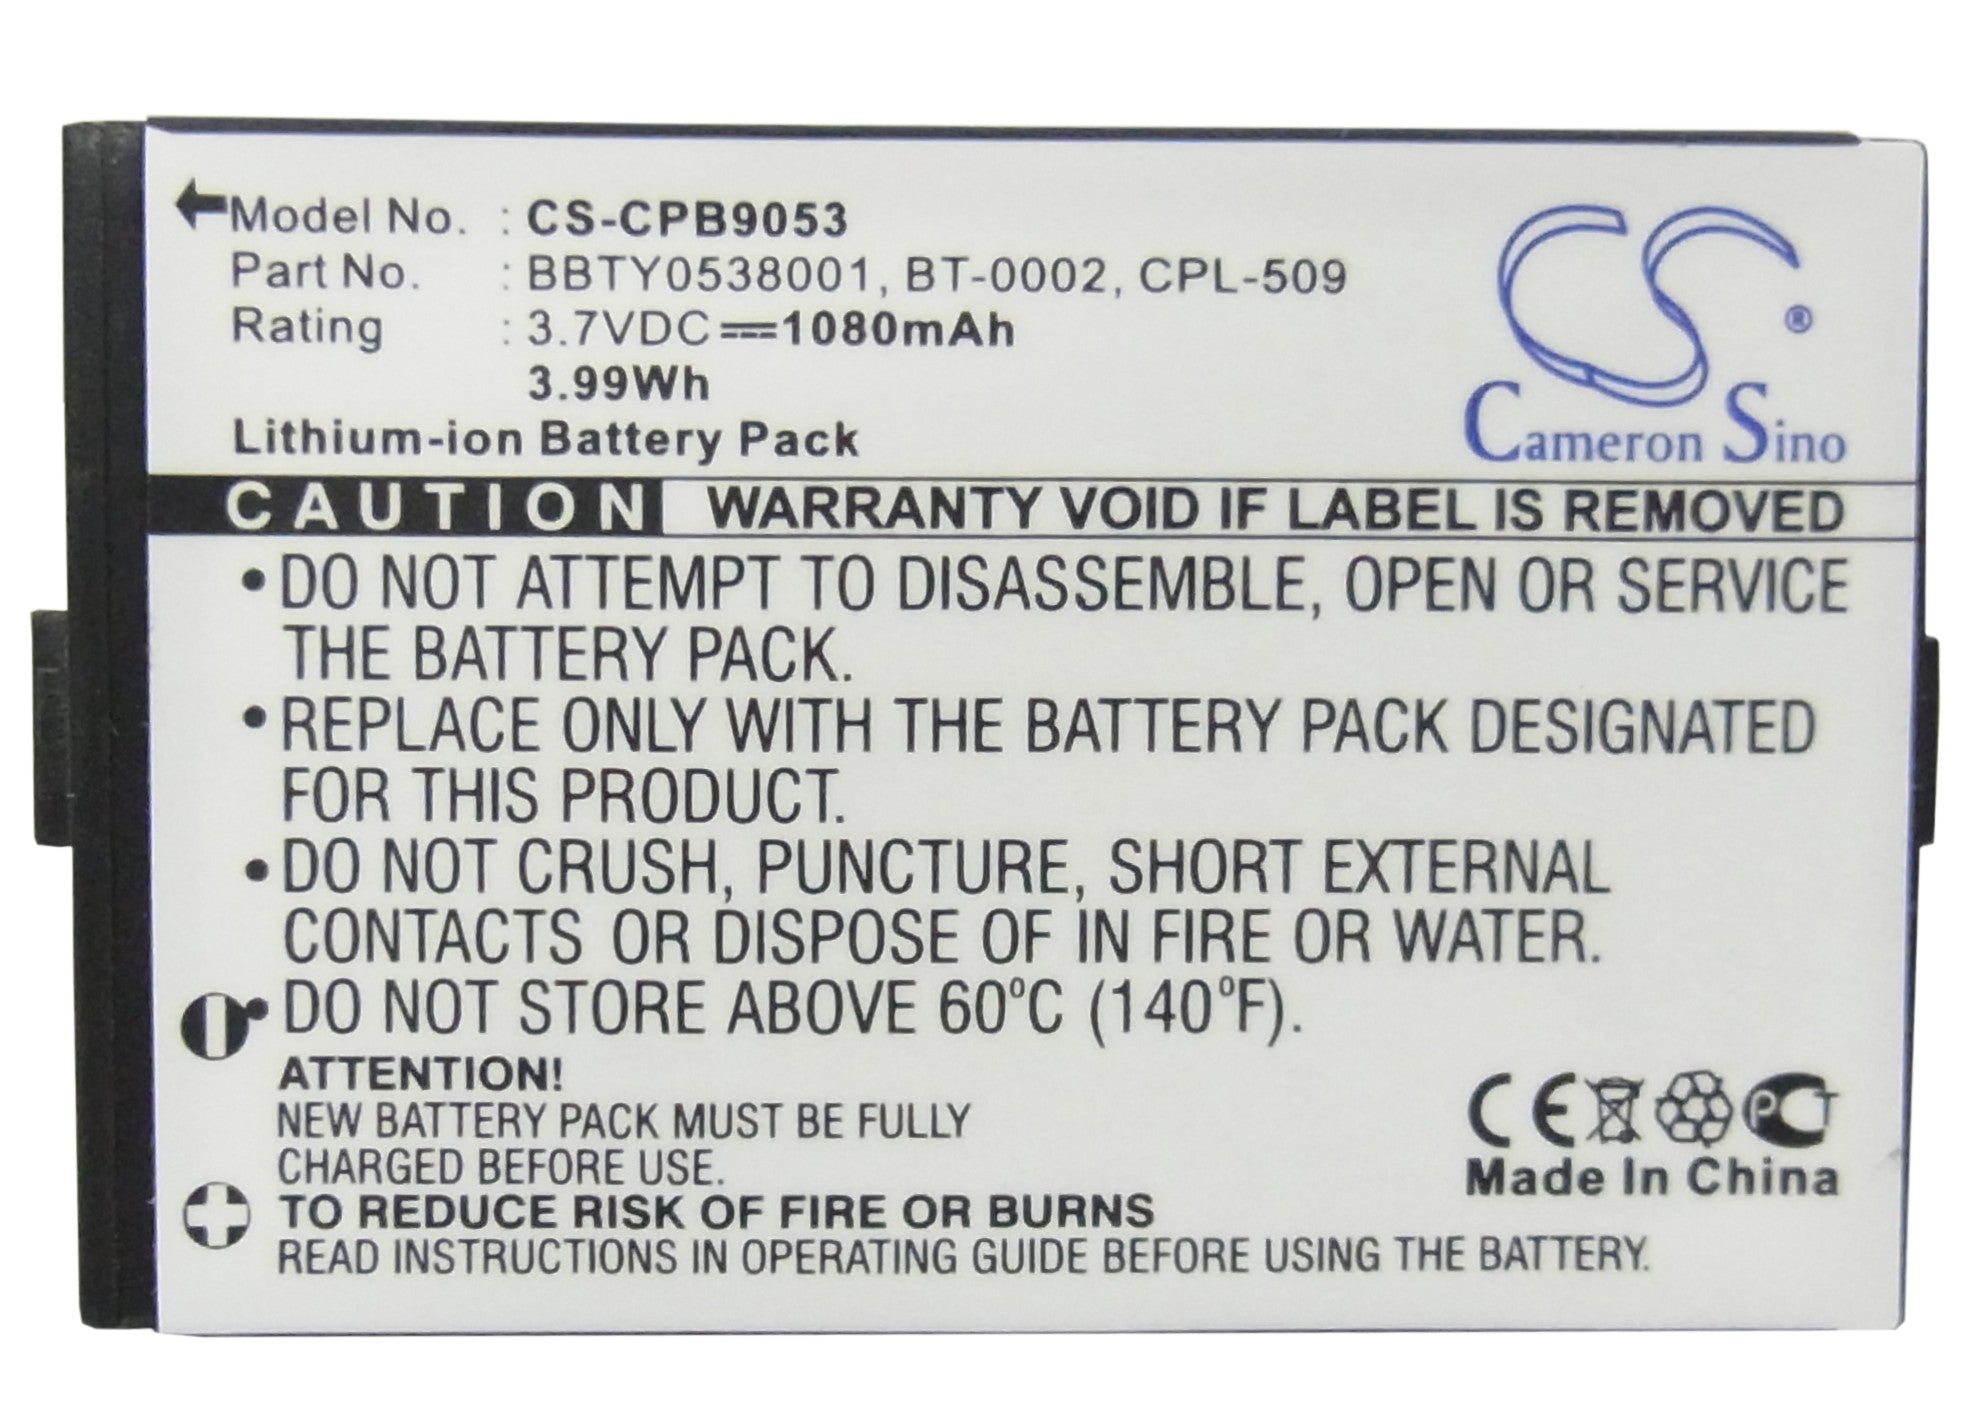 Model No. : CS-CPB9053
Part No. : BBTY0538001, BT-0002, CPL-509
Rating : 3.7VDC 1080mAh
3.99Wh
Lithium-ion Battery Pack
CS ®
Cameron Sino
CAUTION WARRANTY VOID IF LABEL IS REMOVED
•DO NOT ATTEMPT TO DISASSEMBLE, OPEN OR SERVICE
THE BATTERY PACK.
•REPLACE ONLY WITH THE BATTERY PACK DESIGNATED
FOR THIS PRODUCT.
•DO NOT CRUSH, PUNCTURE, SHORT EXTERNAL
CONTACTS OR DISPOSE OF IN FIRE OR WATER.
•DO NOT STORE ABOVE 60°C (140°F).
ATTENTION!
NEW BATTERY PACK MUST BE FULLY
CHARGED BEFORE USE.
TO REDUCE RISK OF FIRE OR BURNS
READ INSTRUCTIONS IN OPERATING GUIDE BEFORE USING THE BATTERY.
CE PCT
Made In China